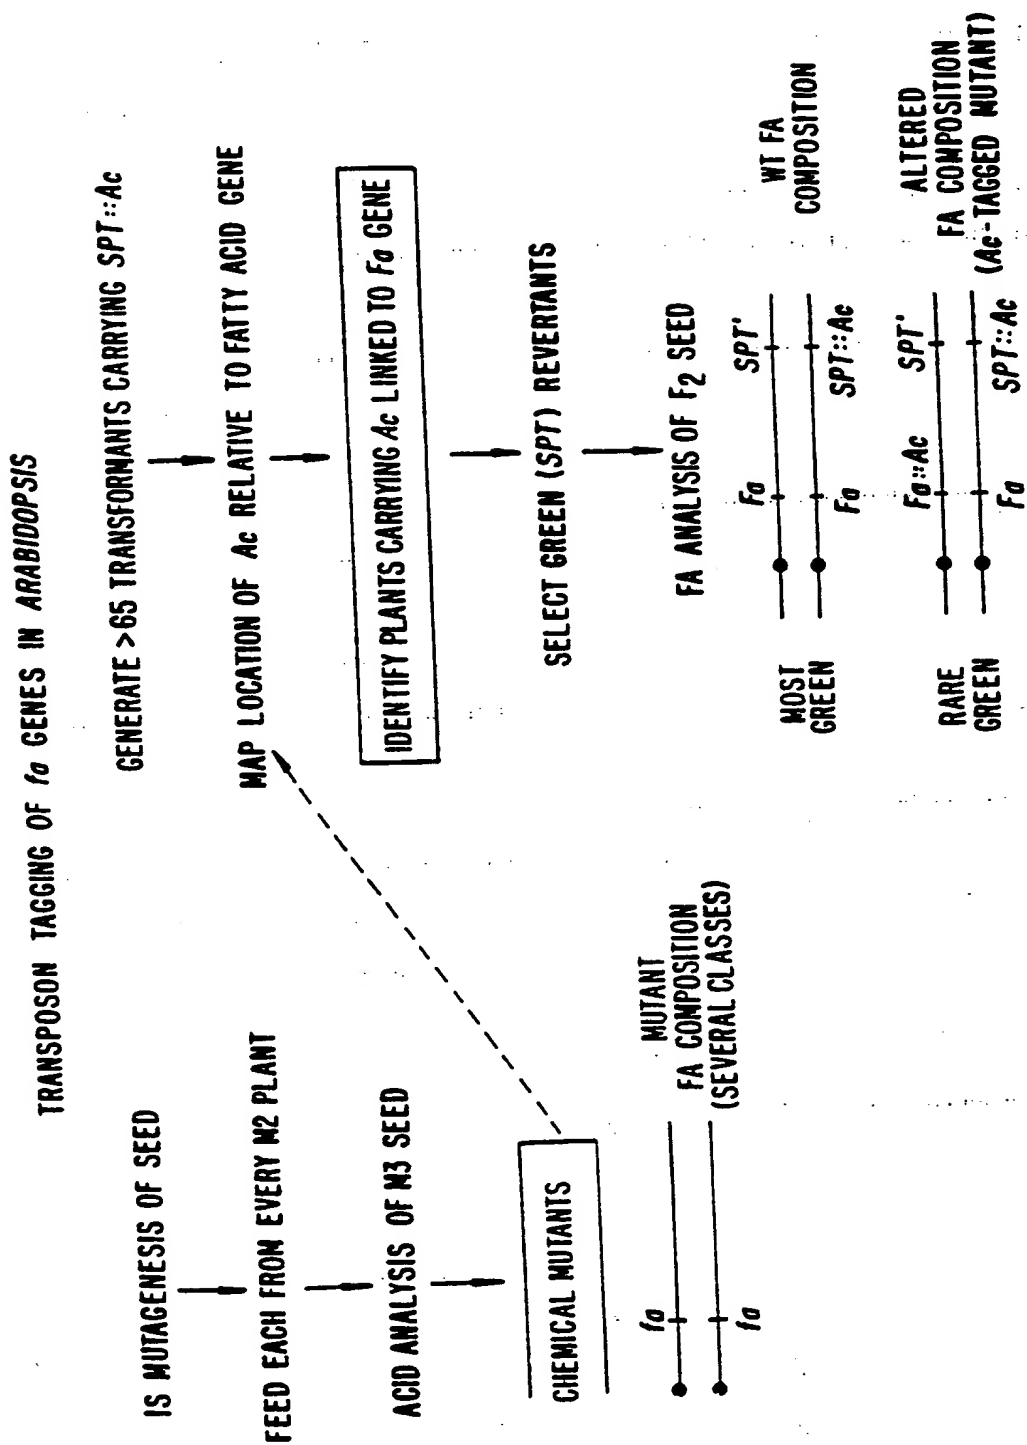 TRANSPOSON TAGGING OF fa GENES IN ARABIDOPSIS
IS MUTAGENESIS OF SEED
FEED EACH FROM EVERY M2 PLANT
ACID ANALYSIS OF M3 SEED
CHEMICAL MUTANTS
fa
fa
MUTANT
FA COMPOSITION
(SEVERAL CLASSES)
GENERATE >65 TRANSFORMANTS CARRYING SPT::Ac
MAP LOCATION OF Ac RELATIVE TO FATTY ACID GENE
IDENTIFY PLANTS CARRYING Ac LINKED TO Fa GENE
SELECT GREEN (SPT) REVERTANTS
FA ANALYSIS OF F2 SEED
MOST
GREEN
Fa SPT'
Fa SPT::Ac
WT FA
COMPOSITION
RARE
GREEN
Fa::Ac SPT'
Fa SPT::Ac
ALTERED
FA COMPOSITION
(Ac-TAGGED MUTANT)